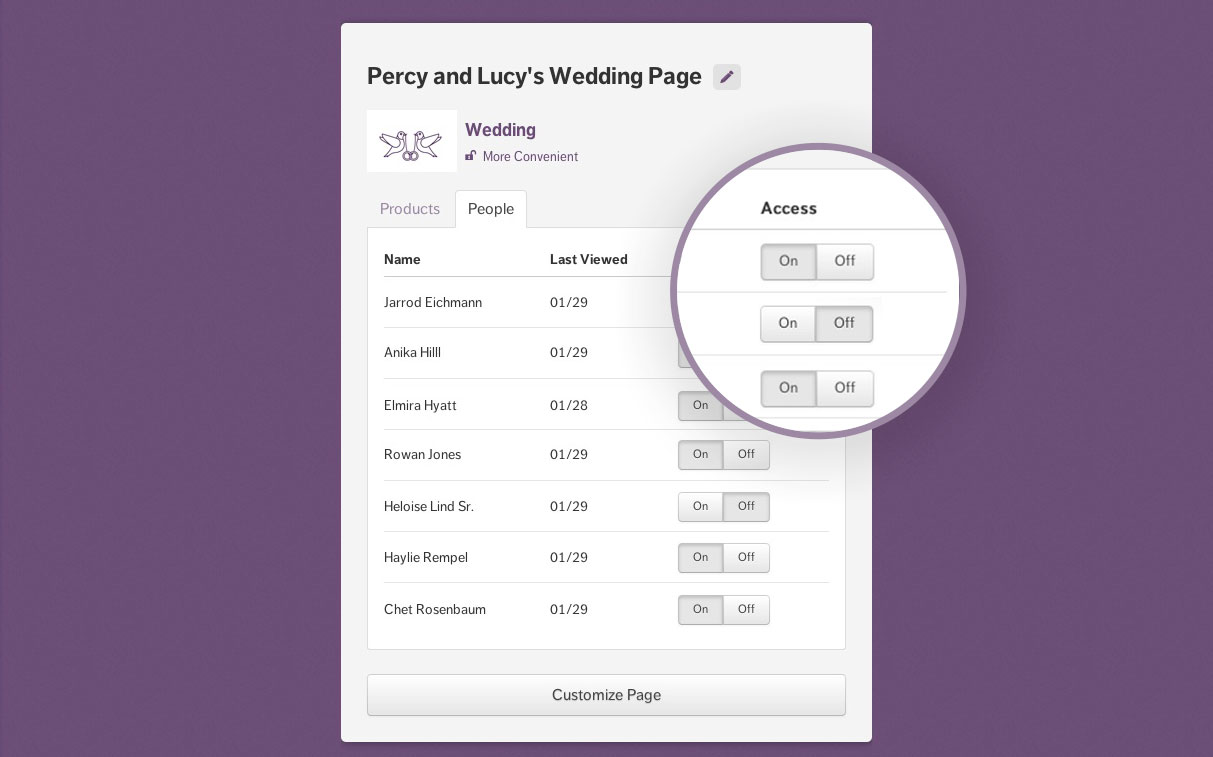 Percy and Lucy's Wedding Page
Wedding
More Convenient
Products People
Name Last Viewed Access
Jarrod Eichmann 01/29 On Off
Anika Hilll 01/29 On Off
Elmira Hyatt 01/28 On Off
On
Rowan Jones 01/29 On Off
Heloise Lind Sr. 01/29 On Off
Haylie Rempel 01/29 On Off
Chet Rosenbaum 01/29 On Off
Customize Page